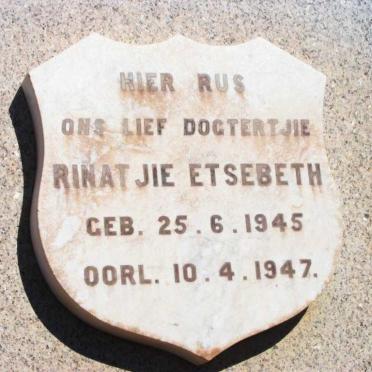 HIER RUS
ONS LIEF DOGTERTJIE
RINATJIE ETSEBETH
GEB. 25.6.1945
OORL. 10.4.1947.